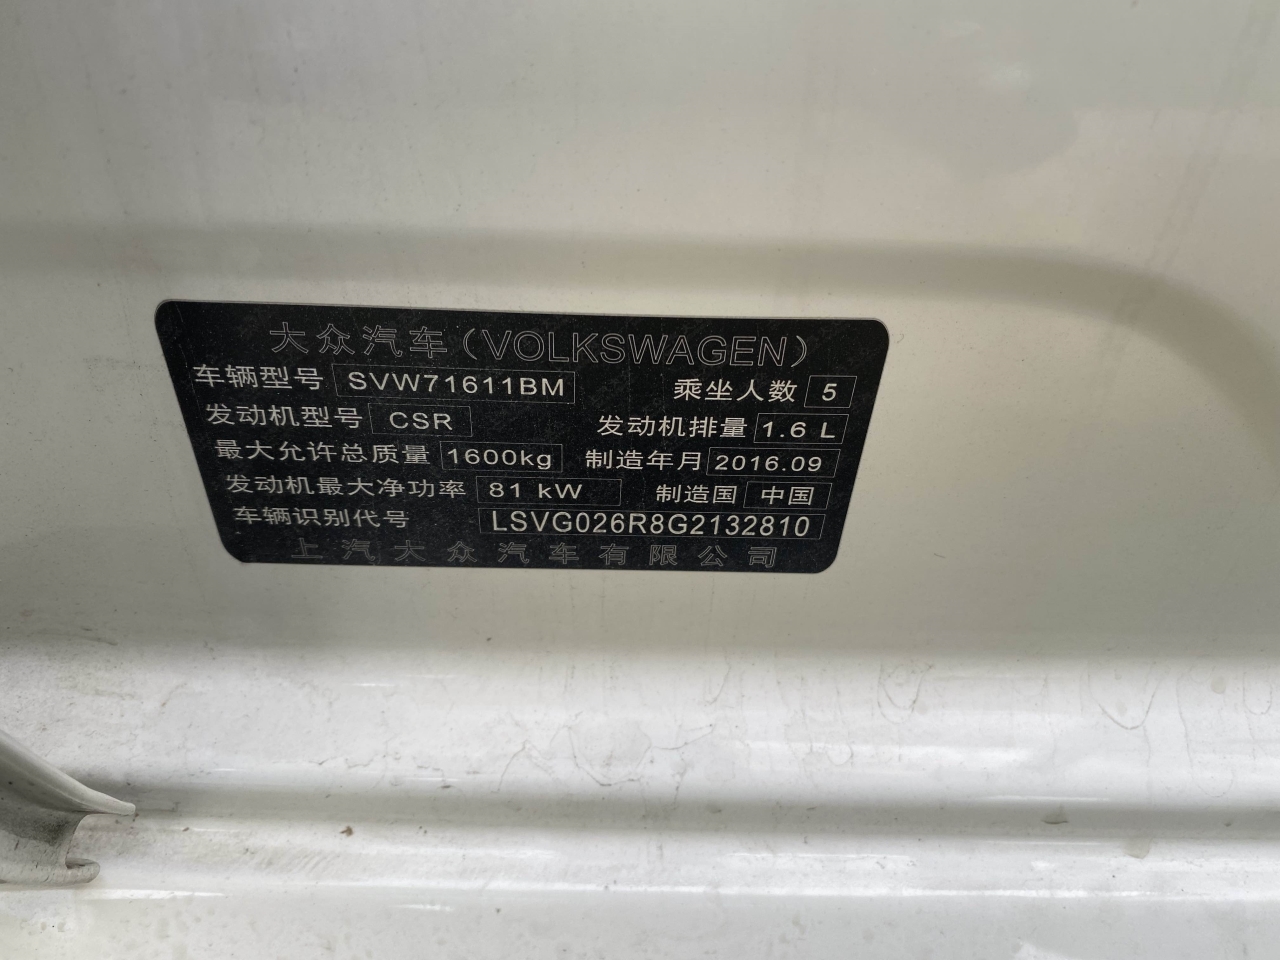 大众汽车(VOLKSWAGEN)
车辆型号 SVW71611BM 乘坐人数 5
发动机型号 CSR 发动机排量 1.6 L
最大允许总质量 1600kg 制造年月 2016.09
发动机最大净功率 81 kW 制造国 中国
车辆识别代号 LSVG026R8G2132810
上汽大众汽车有限公司